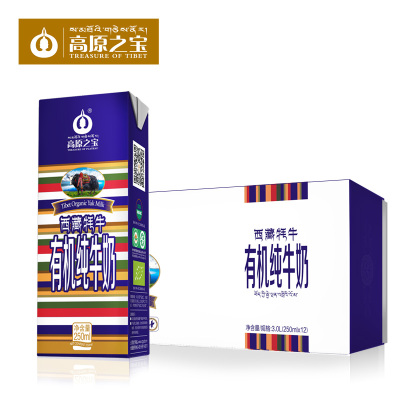 高原之宝
TREASURE OF TIBET
高原之宝
Tibet Organic Yak Milk
西藏牦牛
有机纯牛奶
净含量
250ml
西藏牦牛
有机纯牛奶
净含量/规格:3.0L(250ml×12)